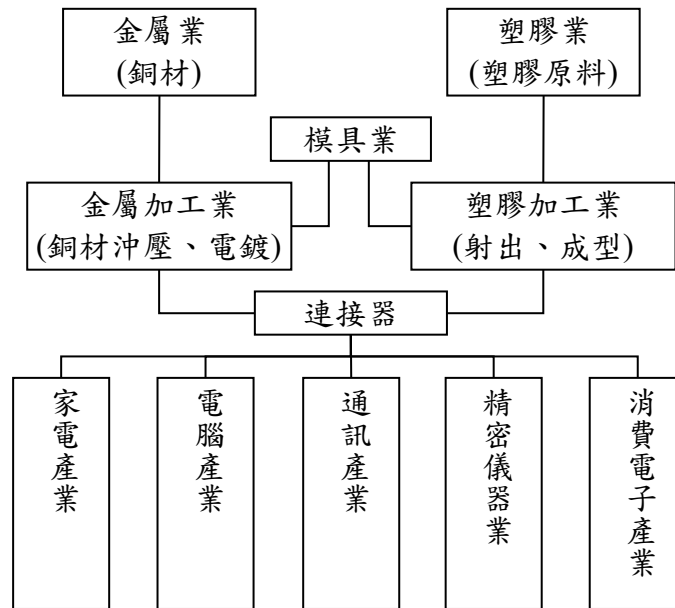 金屬業
(銅材)
塑膠業
(塑膠原料)
模具業
金屬加工業
(銅材沖壓、電鍍)
塑膠加工業
(射出、成型)
連接器
家電產業
電腦產業
通訊產業
精密儀器業
消費電子產業